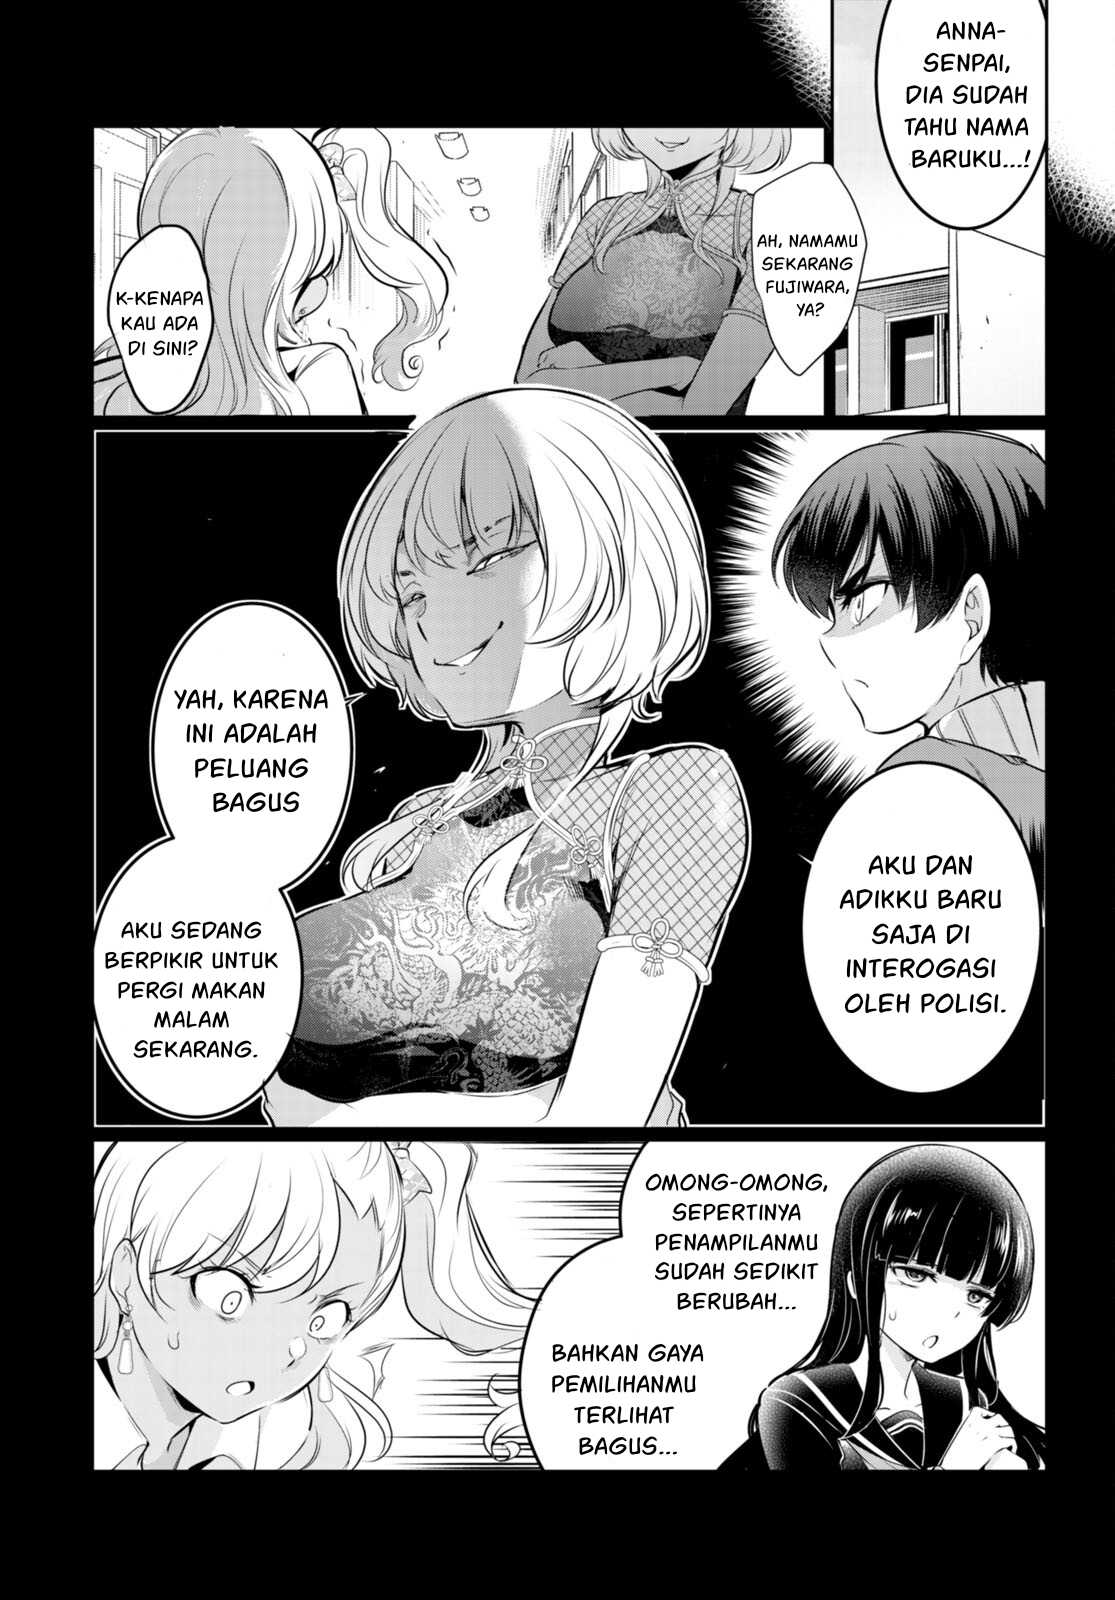 ANNA-
SENPAI,
DIA SUDAH
TAHU NAMA
BARUKU...!
AH, NAMAMU
SEKARANG
FUJIWARA,
YA?
K-KENAPA
KAU ADA
DI SINI?
AKU DAN
ADIKKU BARU
SAJA DI
INTEROGASI
OLEH POLISI.
YAH, KARENA
INI ADALAH
PELUANG
BAGUS
AKU SEDANG
BERPIKIR UNTUK
PERGI MAKAN
MALAM
SEKARANG.
OMONG-OMONG,
SEPERTINYA
PENAMPILANMU
SUDAH SEDIKIT
BERUBAH...
BAHKAN GAYA
PEMILIHANMU
TERLIHAT
BAGUS...